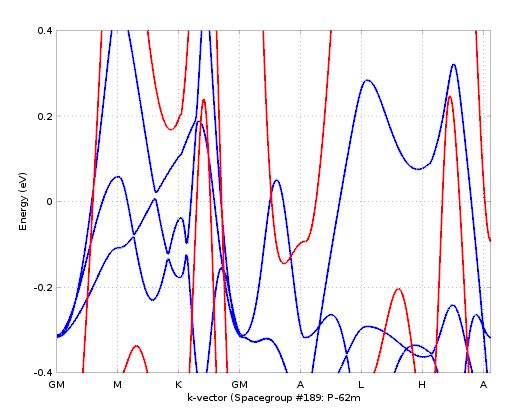 0.4
0.2
0
-0.2
-0.4
Energy (eV)
GM M K GM A L H A
k-vector (Spacegroup #189: P-62m